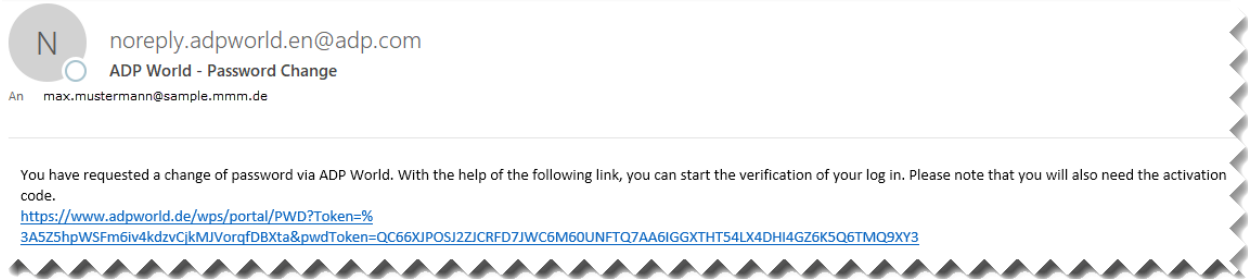 N
noreply.adpworld.en@adp.com
ADP World - Password Change
An max.mustermann@sample.mmm.de
You have requested a change of password via ADP World. With the help of the following link, you can start the verification of your log in. Please note that you will also need the activation
code.
https://www.adpworld.de/wps/portal/PWD?Token=%
3A5Z5hpWSFm6iv4kdzvCjkMJVorqfDBXta&pwdToken=QC66XJPOSJ2ZJCRFD7JWC6M60UNFTQ7AA6IGGXTHT54LX4DHI4GZ6K5Q6TMQ9XY3